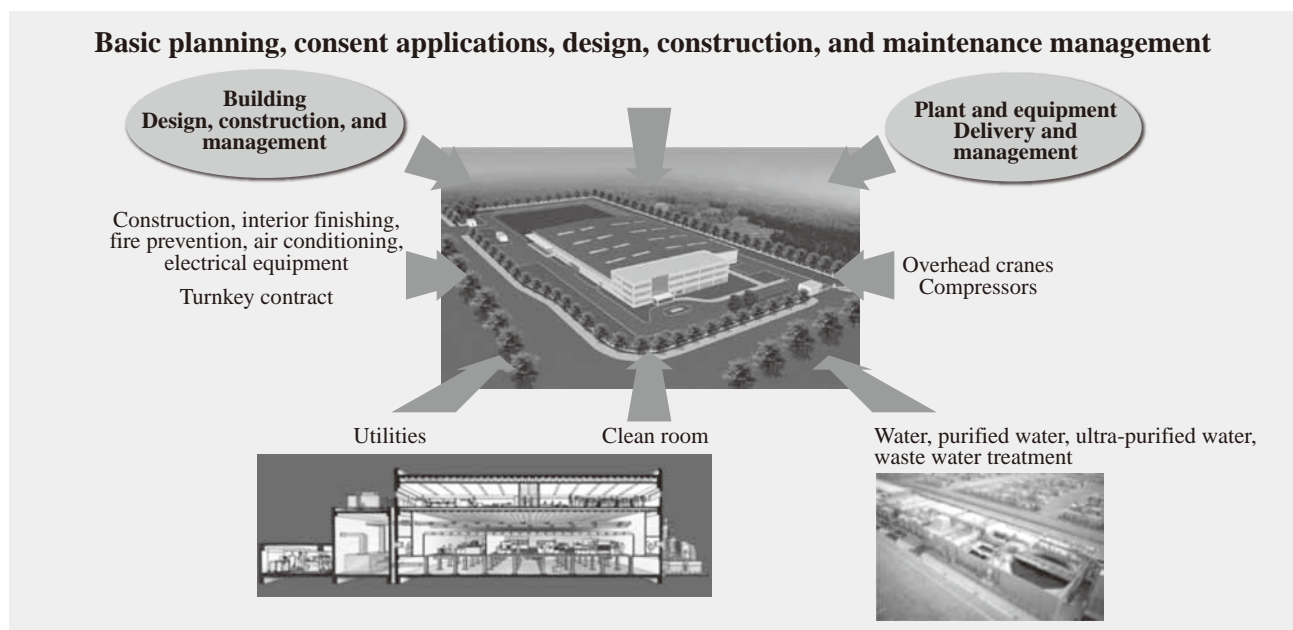 Basic planning, consent applications, design, construction, and maintenance management
Building
Design, construction, and
management
Plant and equipment
Delivery and
management
Construction, interior finishing,
fire prevention, air conditioning,
electrical equipment
Turnkey contract
Overhead cranes
Compressors
Utilities
Clean room
Water, purified water, ultra-purified water,
waste water treatment